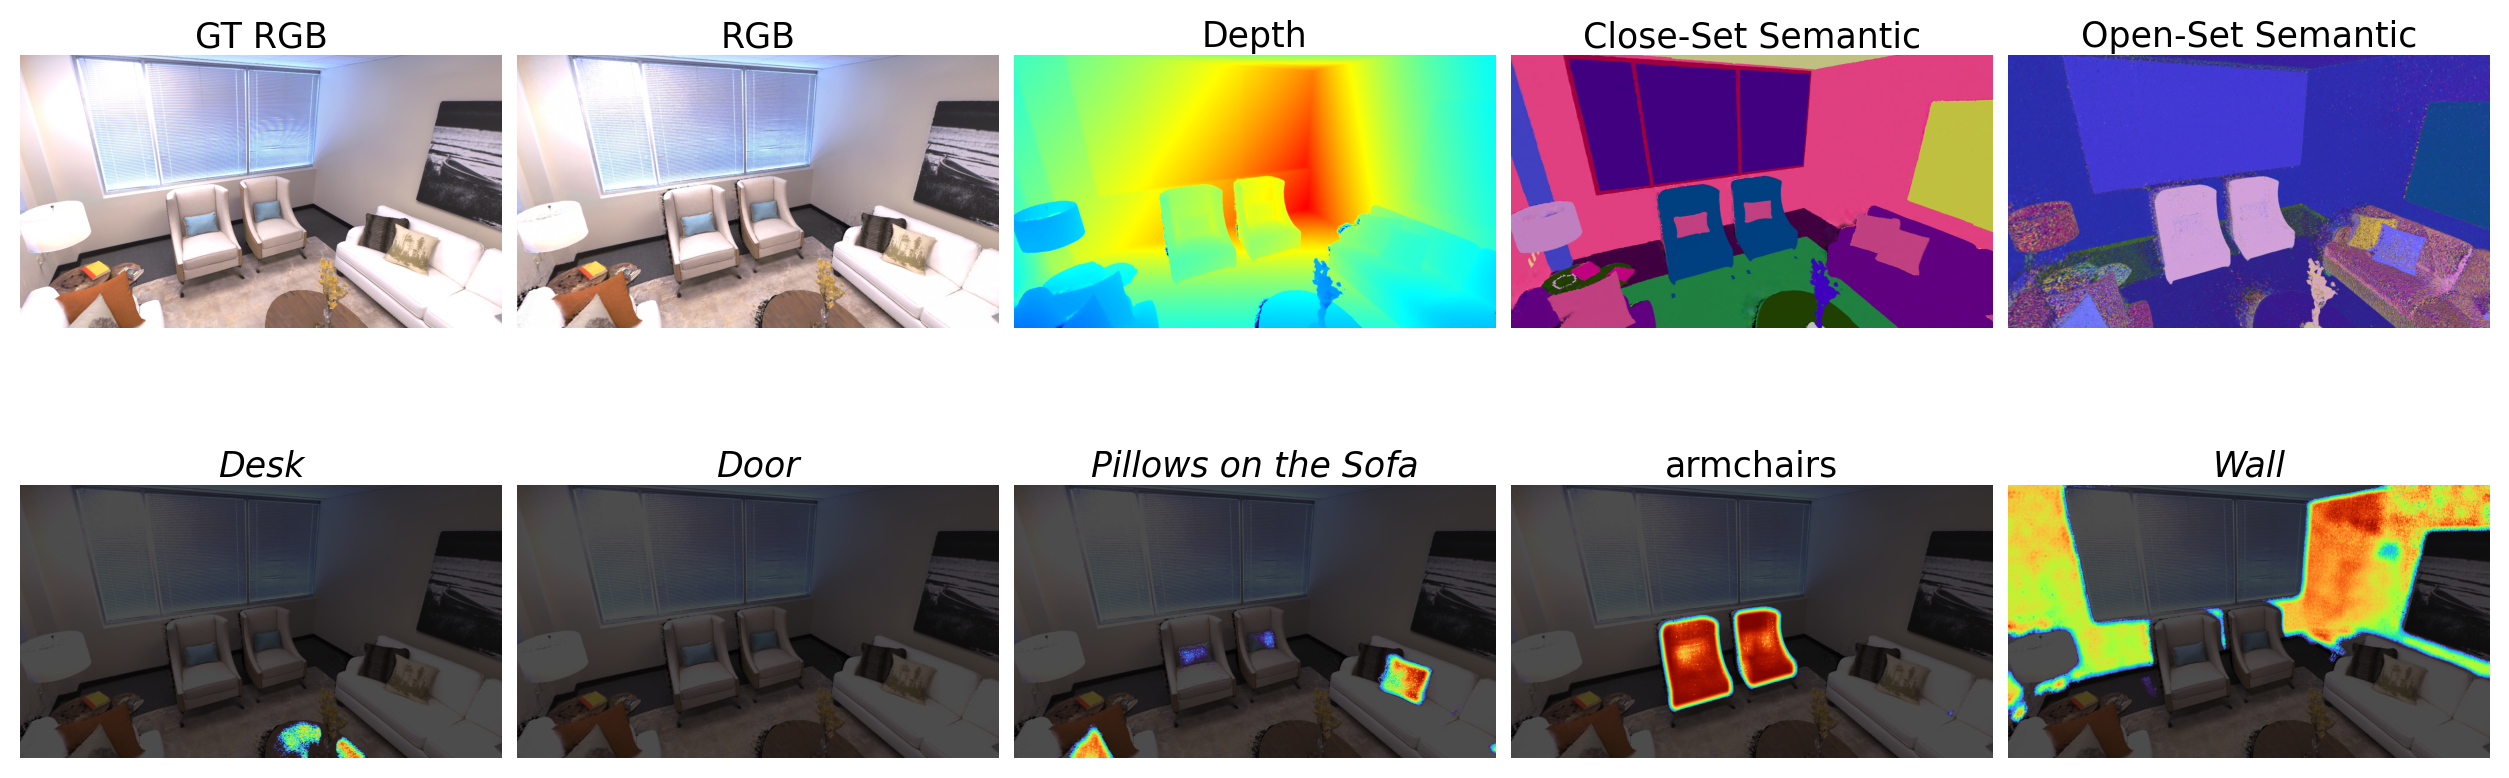 GT RGB
RGB
Depth
Close-Set Semantic
Open-Set Semantic
Desk
Door
Pillows on the Sofa
armchairs
Wall